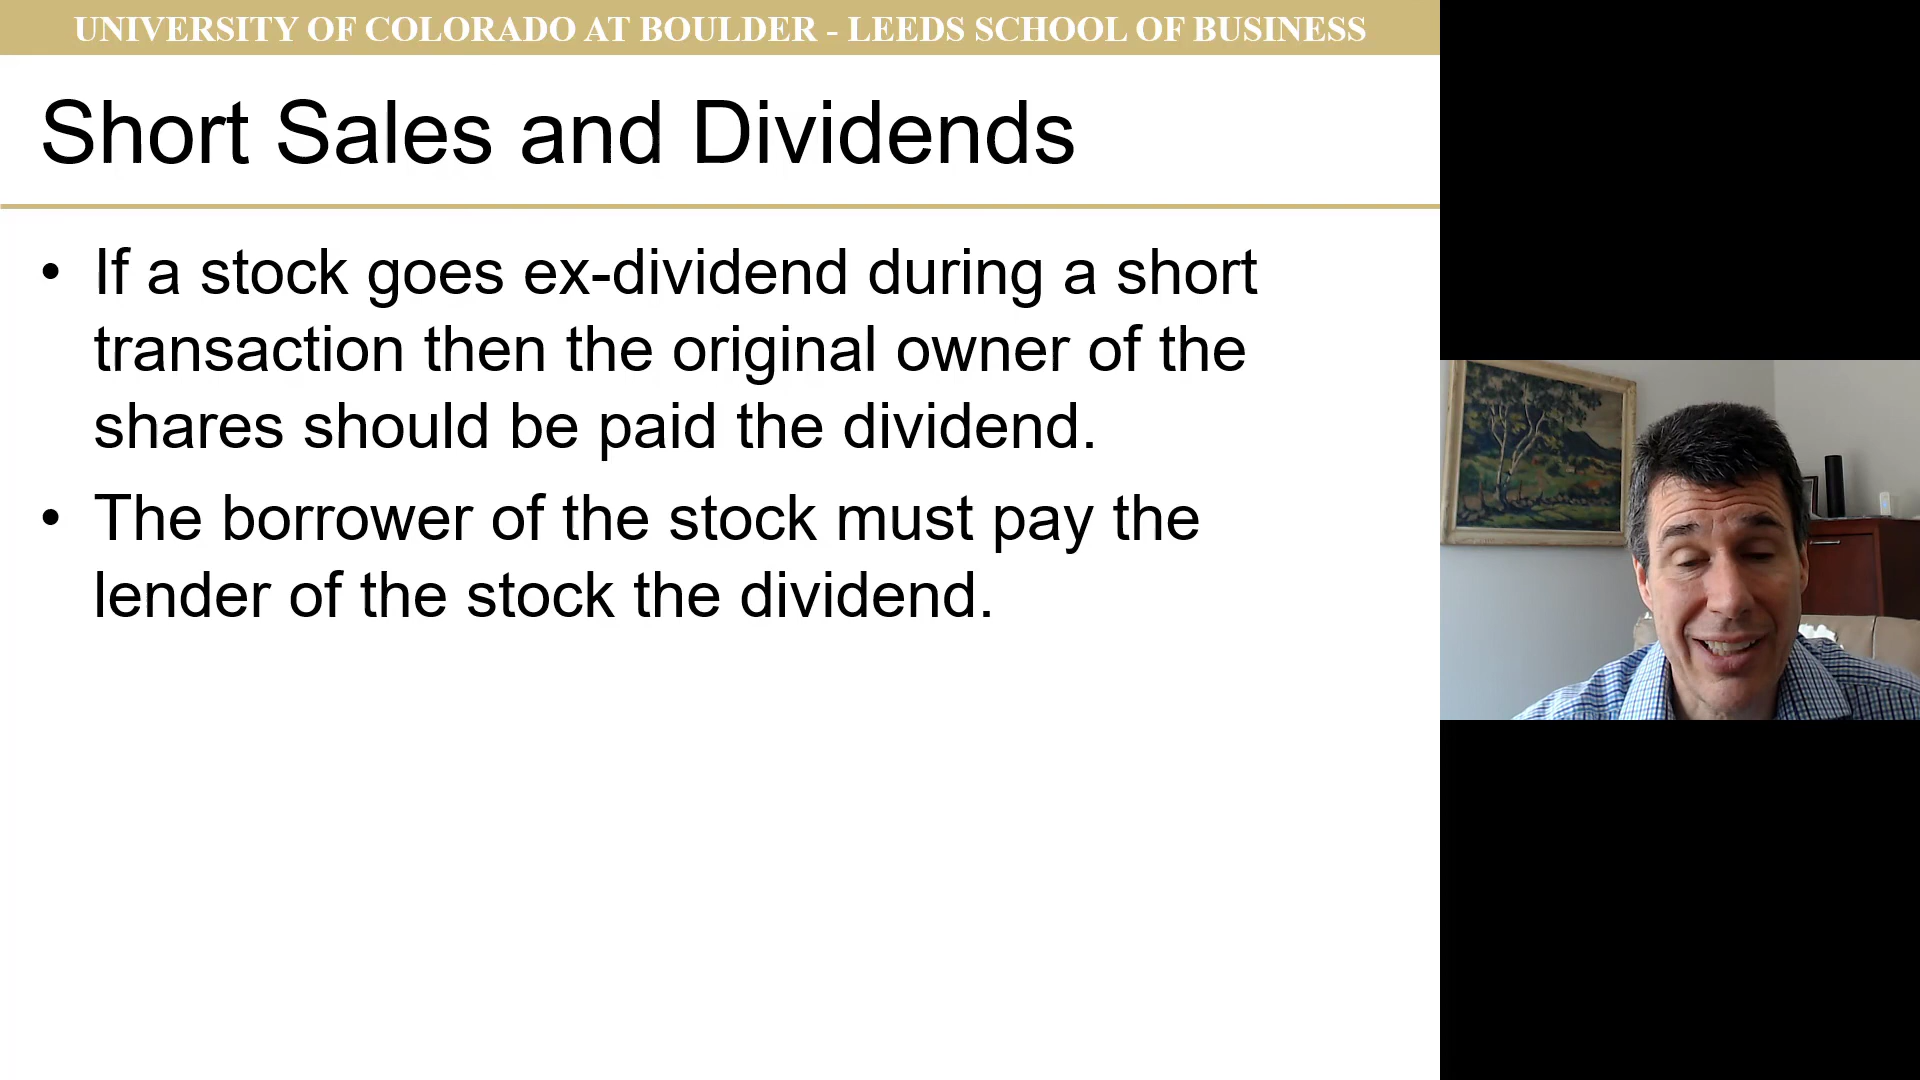 UNIVERSITY OF COLORADO AT BOULDER - LEEDS SCHOOL OF BUSINESS
Short Sales and Dividends
• If a stock goes ex-dividend during a short
transaction then the original owner of the
shares should be paid the dividend.
• The borrower of the stock must pay the
lender of the stock the dividend.